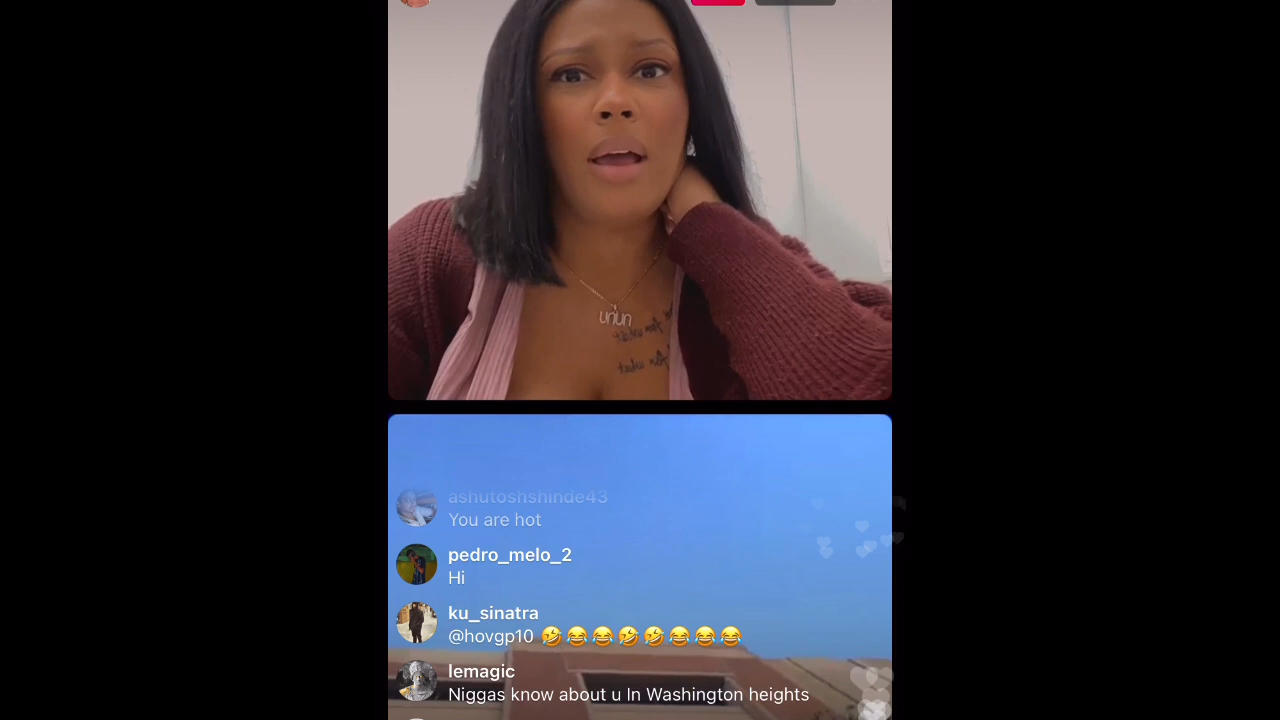 ashutoshshinde43
You are hot
pedro_melo_2
Hi
ku_sinatra
@hovgp10 🤣😂😂🤣🤣😂😂😂
lemagic
Niggas know about u In Washington heights